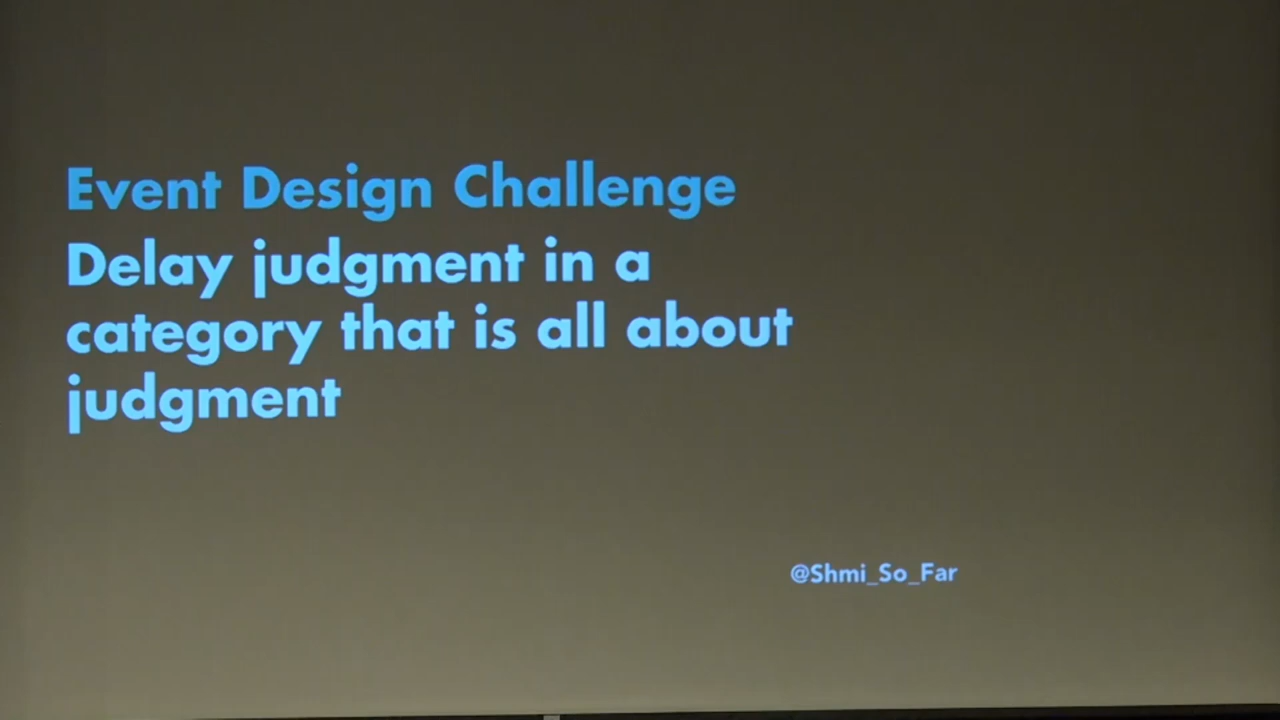 Event Design Challenge
Delay judgment in a
category that is all about
judgment
@Shmi_So_Far